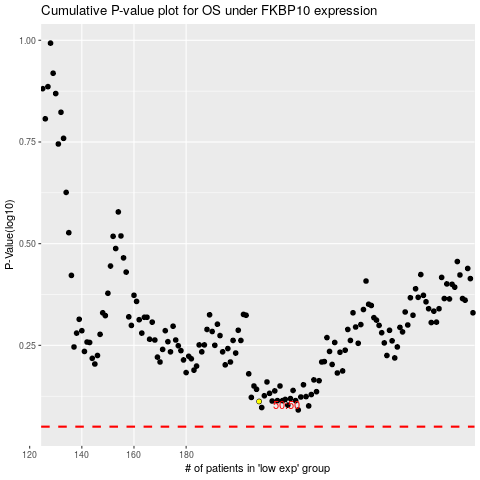 Cumulative P-value plot for OS under FKBP10 expression
P-Value(log10)
1.00
0.75
0.50
0.25
120 140 160 180
# of patients in 'low exp' group